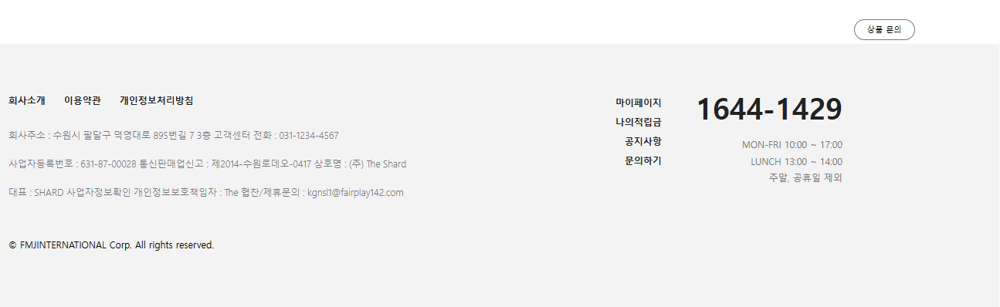 상품 문의
회사소개 이용약관 개인정보처리방침
회사주소 : 수원시 팔달구 덕영대로 895번길 7 3층 고객센터 전화 : 031-1234-4567
사업자등록번호 : 631-87-00028 통신판매업신고 : 제2014-수원로데오-0417 상호명 : (주) The Shard
대표 : SHARD 사업자정보확인 개인정보보호책임자 : The 협찬/제휴문의 : kgnsl1@fairplay142.com
© FMJINTERNATIONAL Corp. All rights reserved.
마이페이지
나의적립금
공지사항
문의하기
1644-1429
MON-FRI 10:00 ~ 17:00
LUNCH 13:00 ~ 14:00
주말, 공휴일 제외